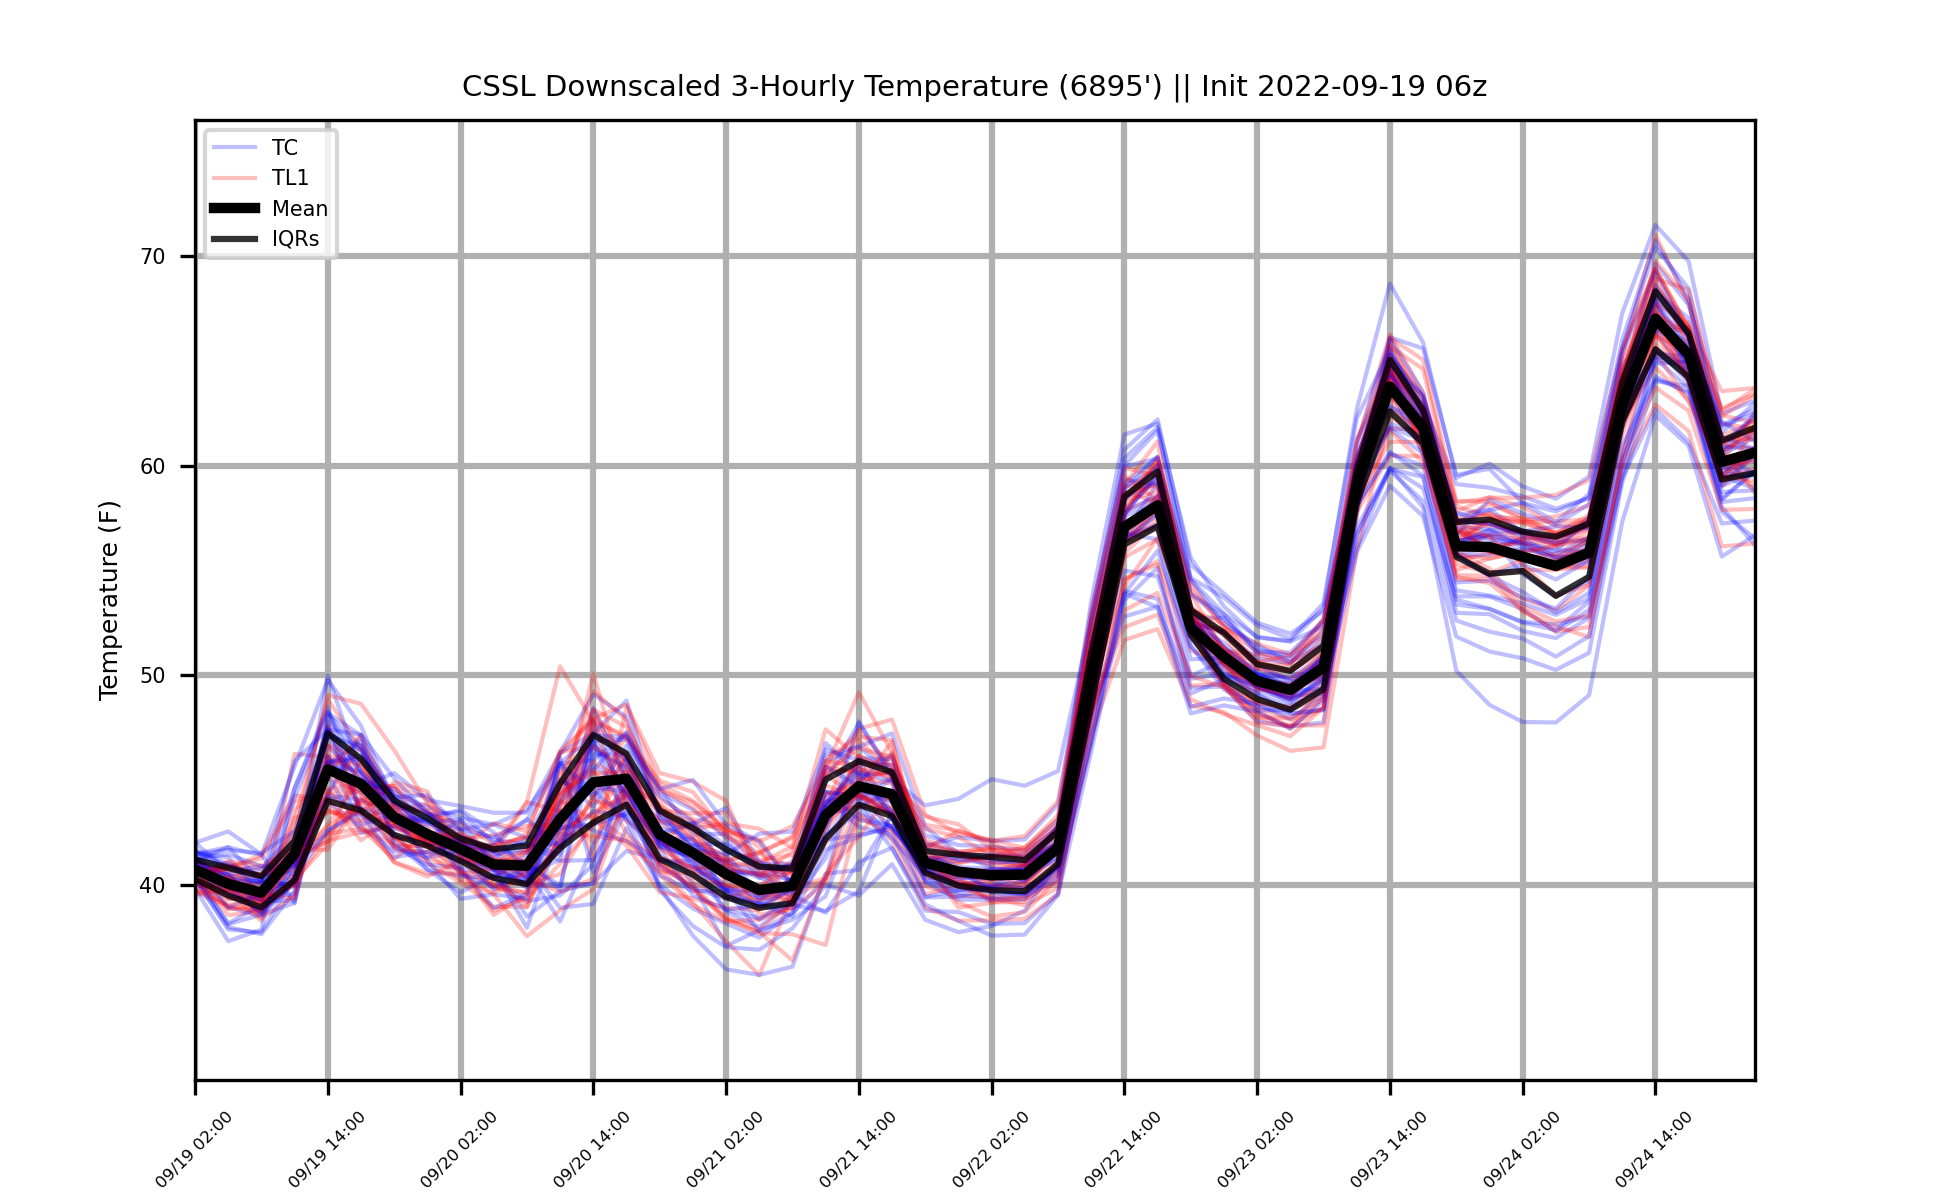 CSSL Downscaled 3-Hourly Temperature (6895') || Init 2022-09-19 06z
TC
TL1
Mean
IQRs
Temperature (F)
70
60
50
40
09/19 02:00
09/19 14:00
09/20 02:00
09/20 14:00
09/21 02:00
09/21 14:00
09/22 02:00
09/22 14:00
09/23 02:00
09/23 14:00
09/24 02:00
09/24 14:00